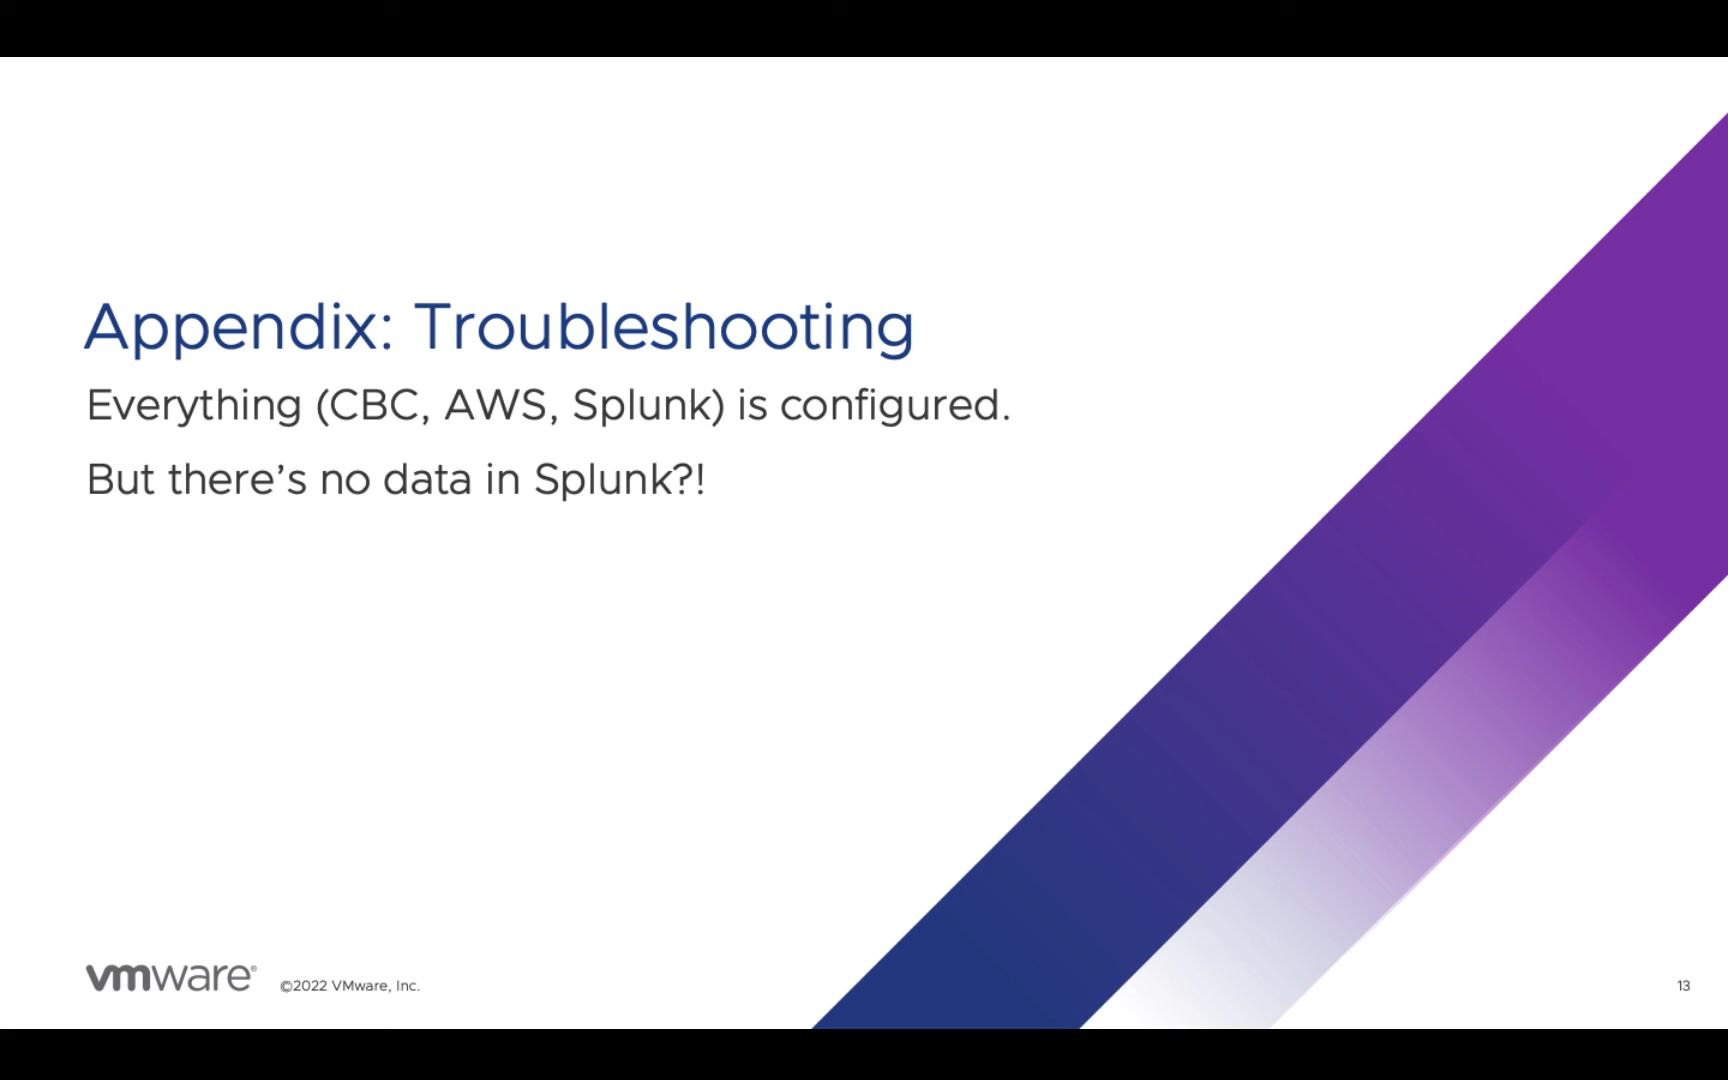 Appendix: Troubleshooting
Everything (CBC, AWS, Splunk) is configured.
But there's no data in Splunk?!
vmware® ©2022 VMware, Inc.
13